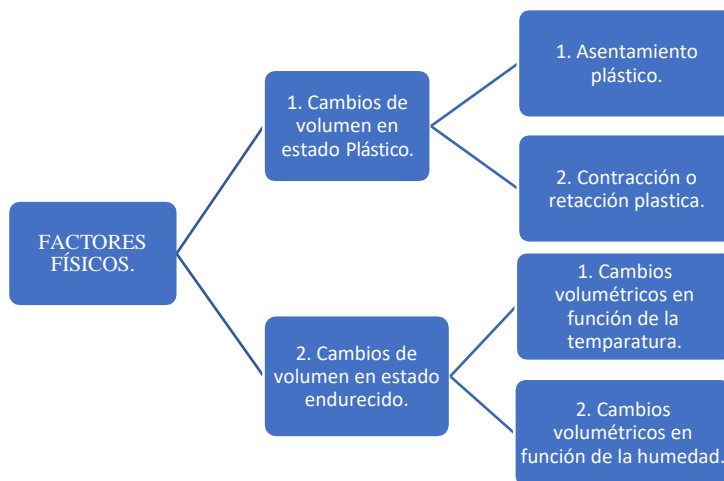 FACTORES
FÍSICOS.
1. Cambios de
volumen en
estado Plástico.
1. Asentamiento
plástico.
2. Contracción o
retacción plastica.
2. Cambios de
volumen en estado
endurecido.
1. Cambios
volumétricos en
función de la
temparatura.
2. Cambios
volumétricos en
función de la humedad.